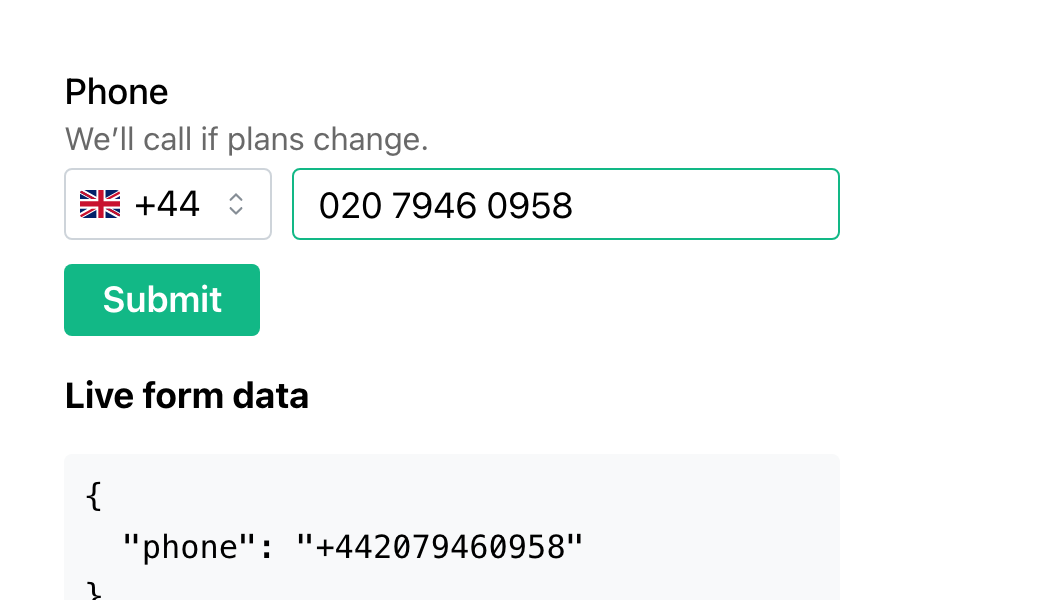 Phone
We’ll call if plans change.
+44 020 7946 0958
Submit
Live form data
{
  "phone": "+442079460958"
}